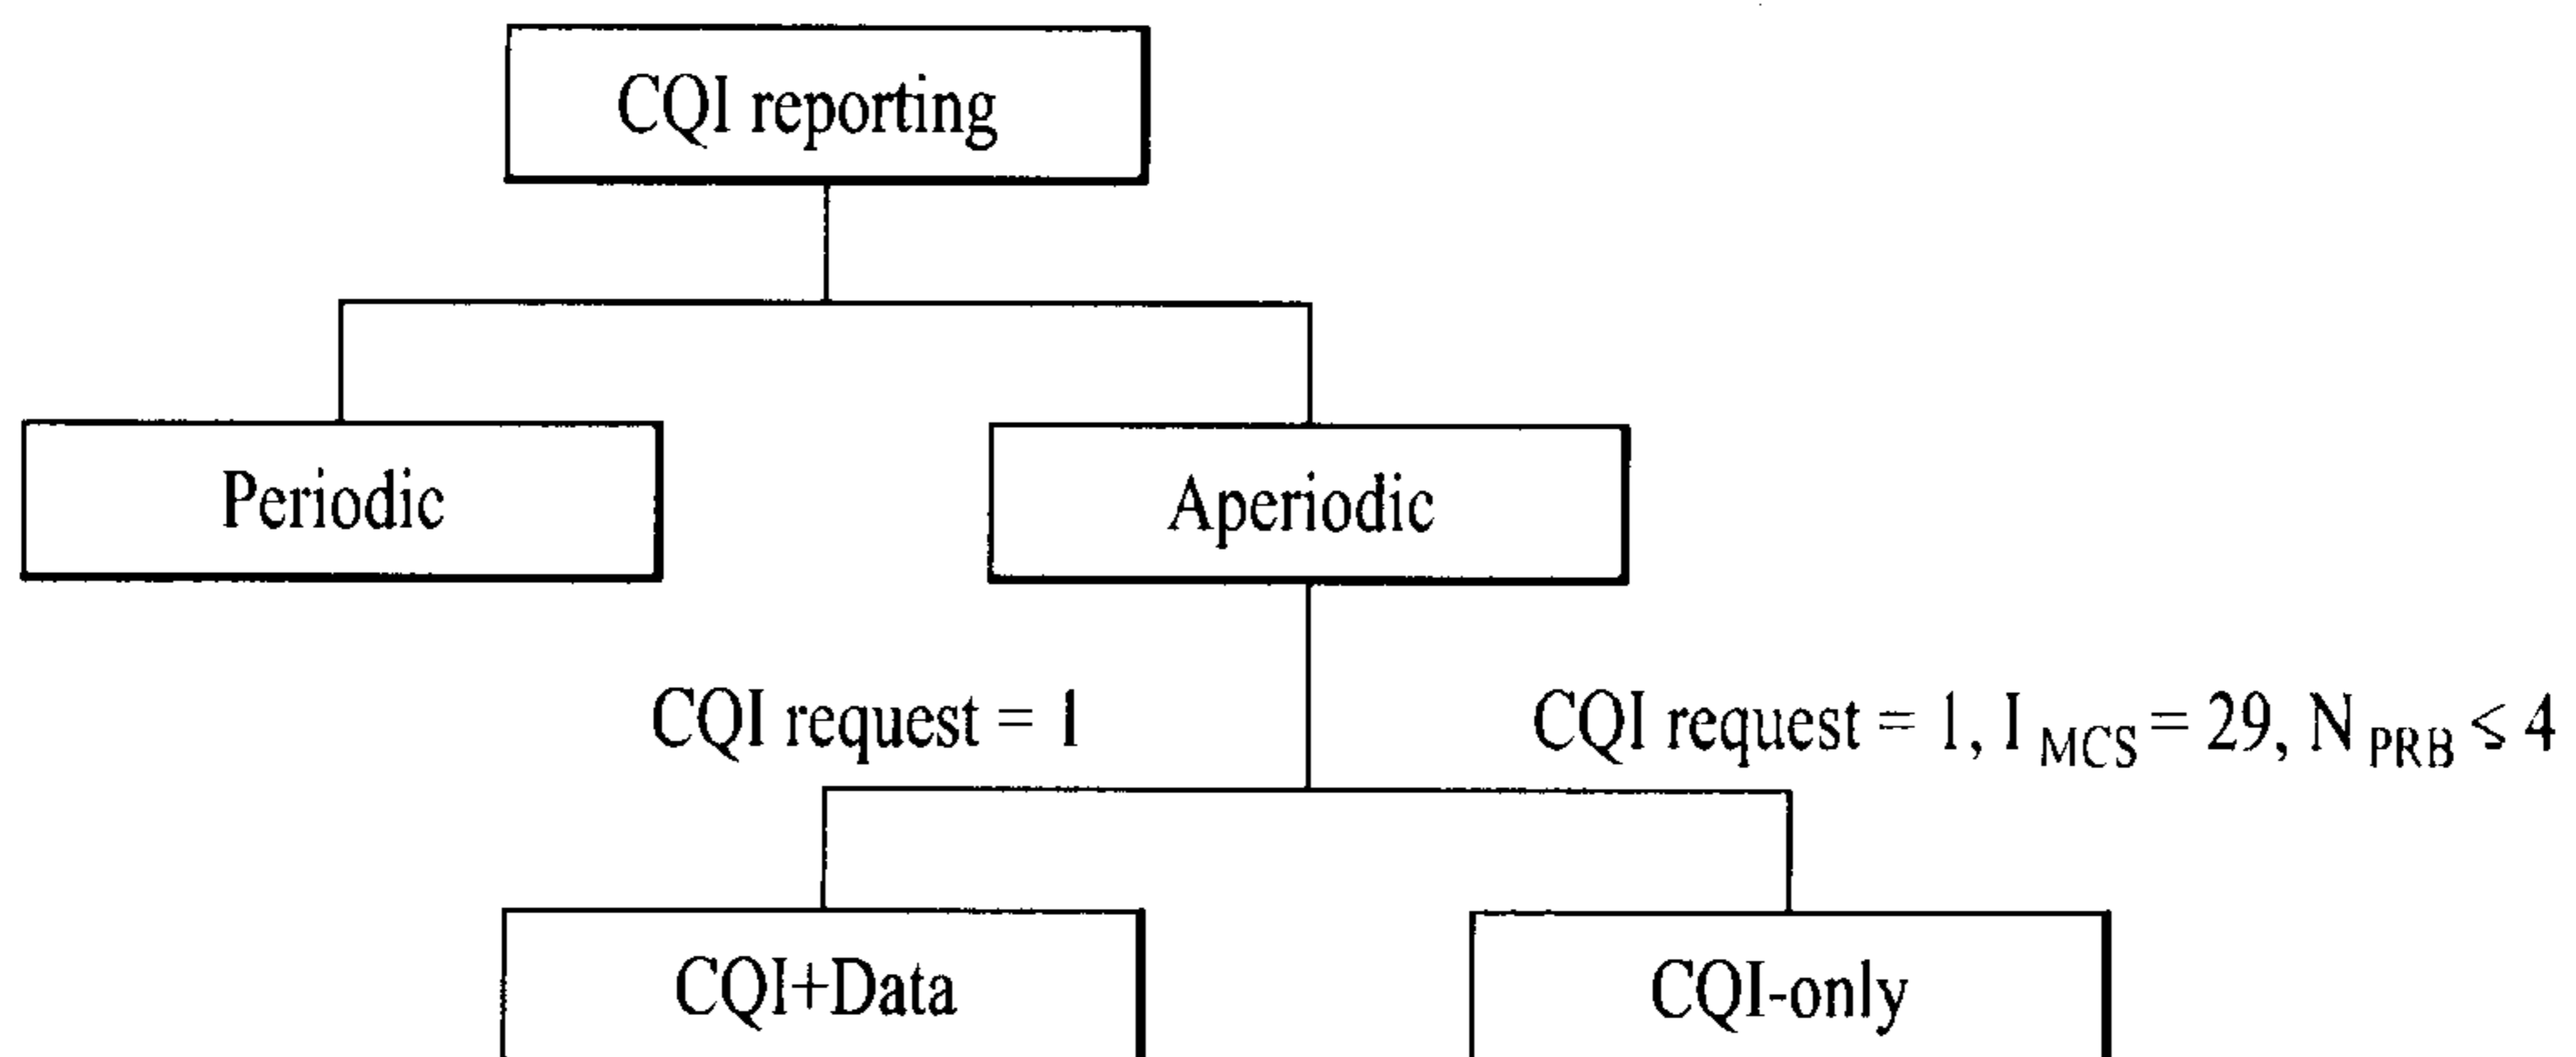 CQI reporting
Periodic
Aperiodic
CQI request = 1
CQI request = 1, I MCS = 29, N PRB ≤ 4
CQI+Data
CQI-only